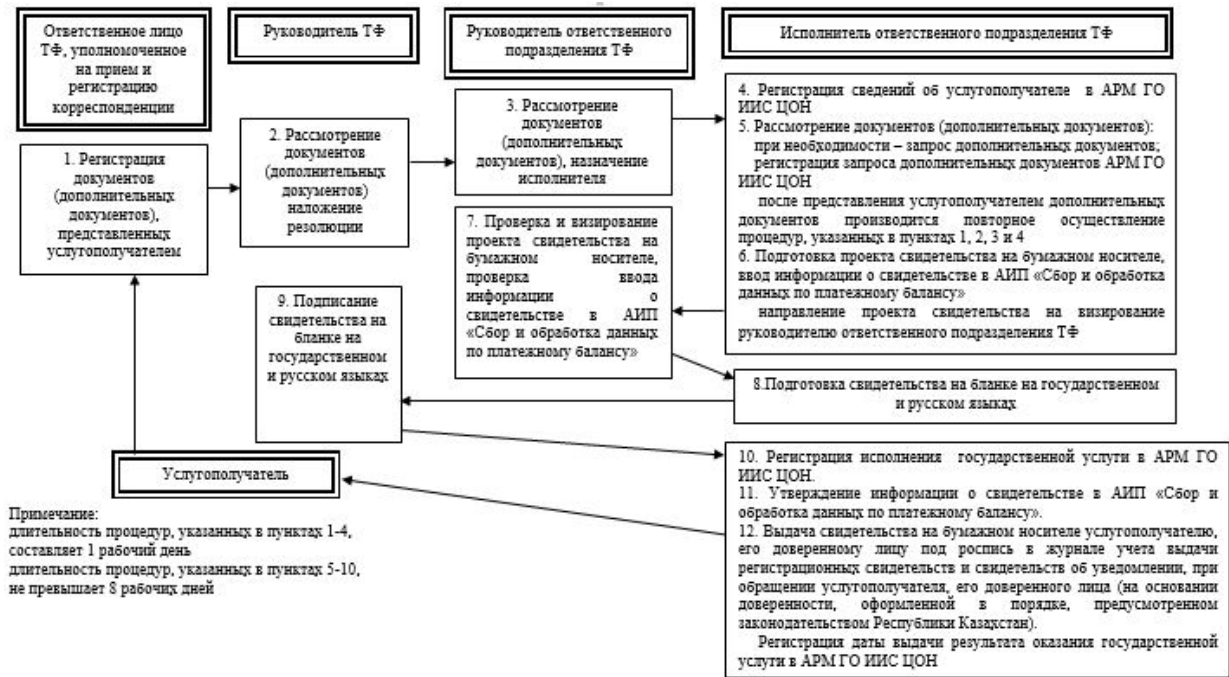 Ответственное лицо
ТФ, уполномоченное
на прием и
регистрацию
корреспонденции
Руководитель ТФ
Руководитель ответственного
подразделения ТФ
Исполнитель ответственного подразделения ТФ
1. Регистрация
документов
(дополнительных
документов),
представленных
услугополучателем
2. Рассмотрение
документов
(дополнительных
документов)
наложение
резолюции
3. Рассмотрение
документов
(дополнительных
документов), назначение
исполнителя
4. Регистрация сведений об услугополучателе в АРМ ГО
ИИС ЦОН
5. Рассмотрение документов (дополнительных документов):
при необходимости – запрос дополнительных документов;
регистрация запроса дополнительных документов АРМ ГО
ИИС ЦОН
после представления услугополучателем дополнительных
документов производится повторное осуществление
процедур, указанных в пунктах 1, 2, 3 и 4
6. Подготовка проекта свидетельства на бумажном носителе,
ввод информации о свидетельстве в АИП «Сбор и обработка
данных по платежному балансу»
направление проекта свидетельства на визирование
руководителю ответственного подразделения ТФ
7. Проверка и визирование
проекта свидетельства на
бумажном носителе,
проверка ввода
информации о
свидетельстве в АИП
«Сбор и обработка данных
по платежному балансу»
8.Подготовка свидетельства на бланке на государственном
и русском языках
9. Подписание
свидетельства на
бланке на
государственном
и русском языках
10. Регистрация исполнения государственной услуги в АРМ ГО
ИИС ЦОН.
11. Утверждение информации о свидетельстве в АИП «Сбор и
обработка данных по платежному балансу».
12. Выдача свидетельства на бумажном носителе услугополучателю,
его доверенному лицу под роспись в журнале учета выдачи
регистрационных свидетельств и свидетельств об уведомлении, при
обращении услугополучателя, его доверенного лица (на основании
доверенности, оформленной в порядке, предусмотренном
законодательством Республики Казахстан).
Регистрация даты выдачи результата оказания государственной
услуги в АРМ ГО ИИС ЦОН
Услугополучатель
Примечание:
длительность процедур, указанных в пунктах 1-4,
составляет 1 рабочий день
длительность процедур, указанных в пунктах 5-10,
не превышает 8 рабочих дней